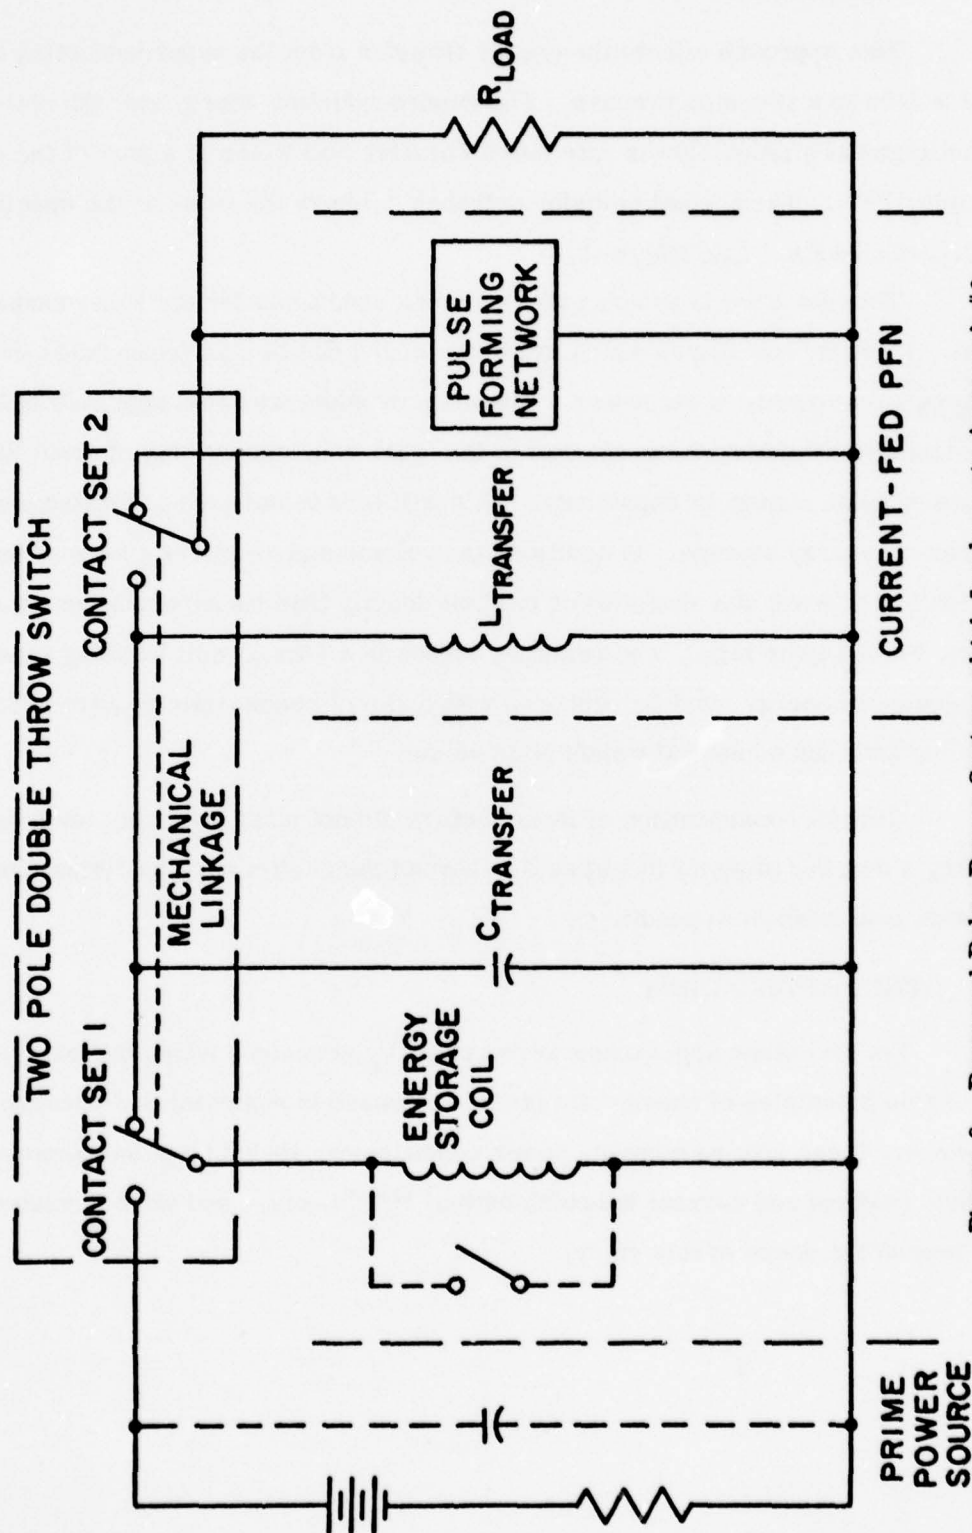 TWO POLE DOUBLE THROW SWITCH
CONTACT SET 1
CONTACT SET 2
MECHANICAL
LINKAGE
ENERGY
STORAGE
COIL
C TRANSFER
L TRANSFER
PULSE
FORMING
NETWORK
R LOAD
PRIME
POWER
SOURCE
CURRENT-FED PFN